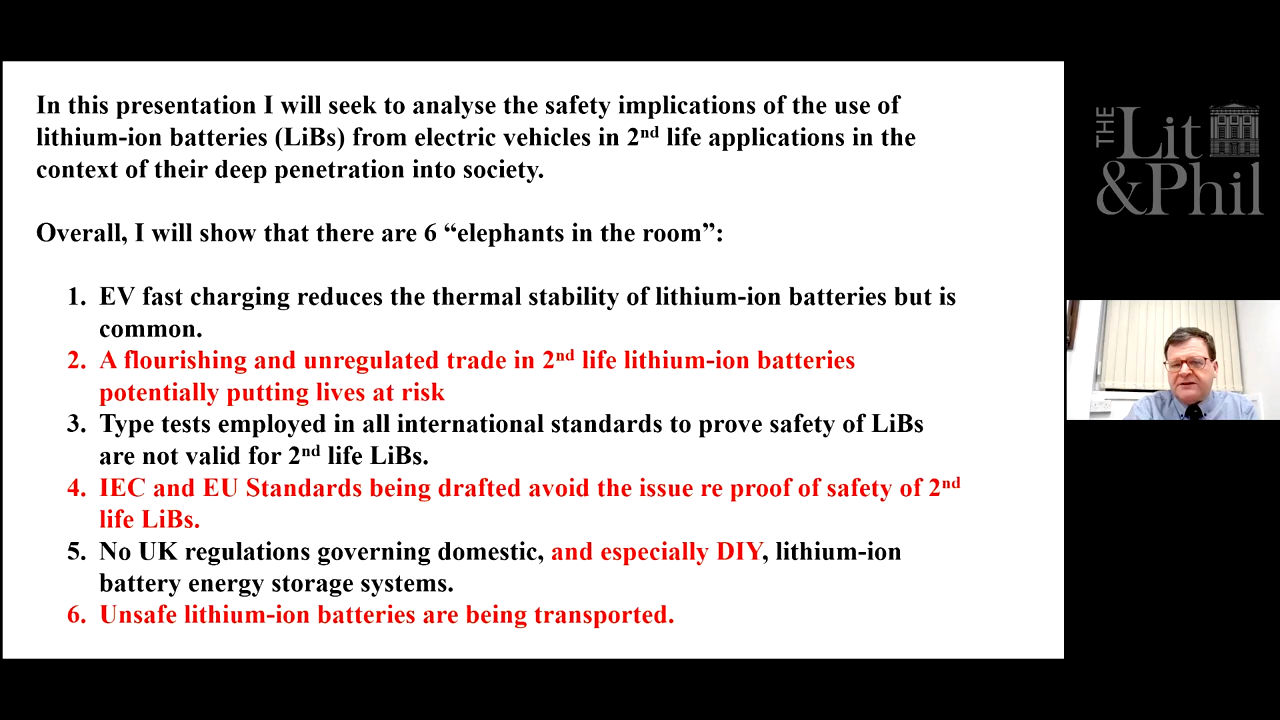 In this presentation I will seek to analyse the safety implications of the use of
lithium-ion batteries (LiBs) from electric vehicles in 2nd life applications in the
context of their deep penetration into society.
Overall, I will show that there are 6 “elephants in the room”:
1. EV fast charging reduces the thermal stability of lithium-ion batteries but is
common.
2. A flourishing and unregulated trade in 2nd life lithium-ion batteries
potentially putting lives at risk
3. Type tests employed in all international standards to prove safety of LiBs
are not valid for 2nd life LiBs.
4. IEC and EU Standards being drafted avoid the issue re proof of safety of 2nd
life LiBs.
5. No UK regulations governing domestic, and especially DIY, lithium-ion
battery energy storage systems.
6. Unsafe lithium-ion batteries are being transported.
THE
Lit
&Phil